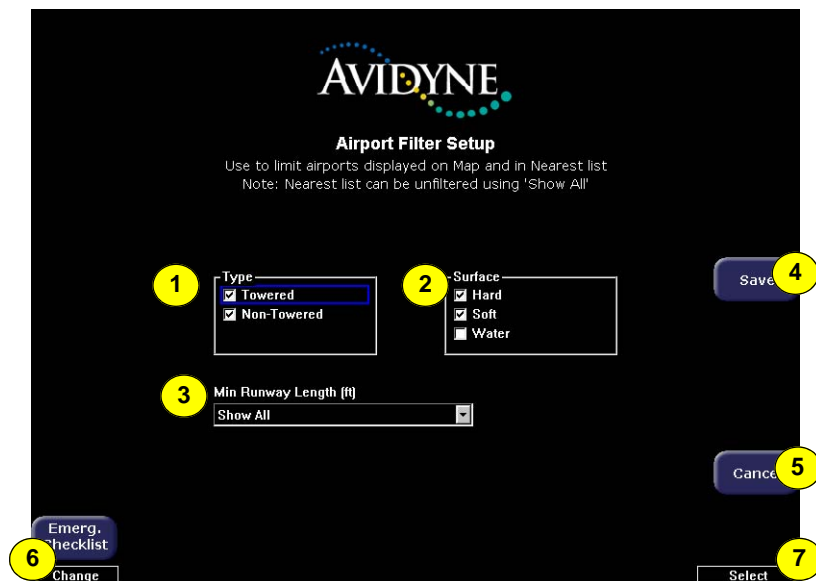 AVIDYNE
Airport Filter Setup
Use to limit airports displayed on Map and in Nearest list
Note: Nearest list can be unfiltered using 'Show All'
1
Type
Towered
Non-Towered
2
Surface
Hard
Soft
Water
Save
4
3
Min Runway Length (ft)
Show All
Cance
5
Emerg.
Checklist
6
Change
Select
7